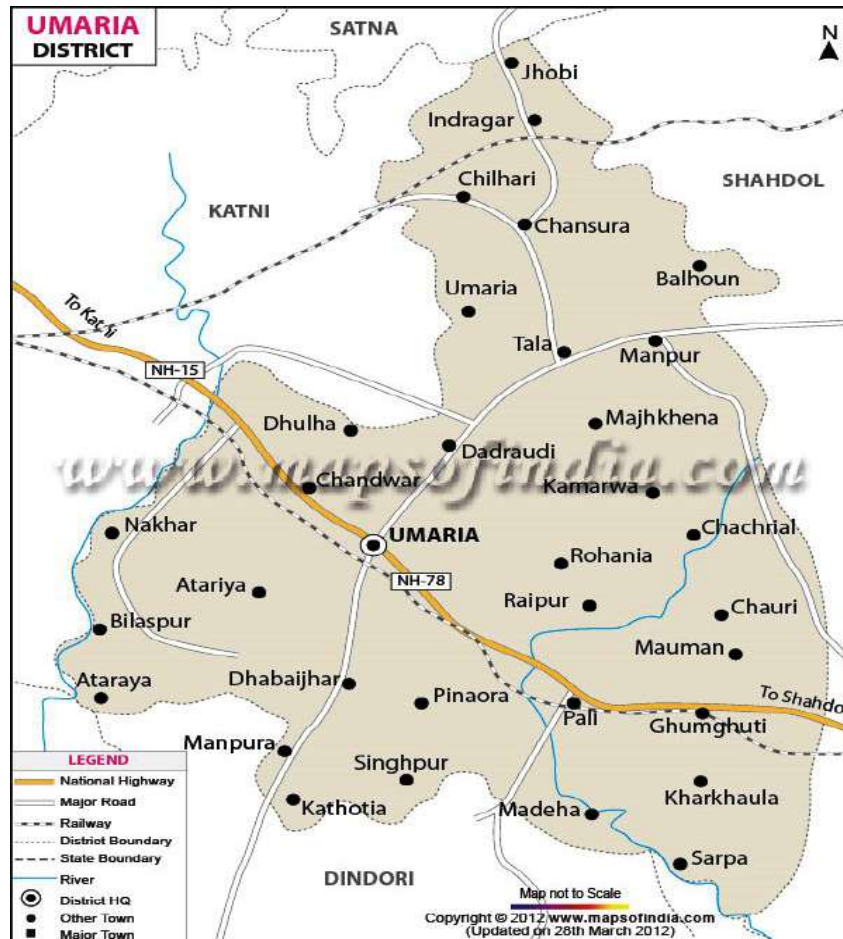 UMARIA
DISTRICT
SATNA
N
Jhobi
Indragar
SHAHDOL
Chilhari
KATNI
Chansura
Balhoun
Umaria
To Katni
Tala
Manpur
NH-15
Dhulha
Majhkhena
Dadraudi
www.mapsofindia.com
Chandwar
Kamarwa
Nakhar
UMARIA
Chachrial
Rohania
NH-78
Atariya
Raipur
Chauri
Bilaspur
Mauman
Dhabaijhar
Ataraya
Pinaora
Pali
To Shahdo
Ghumghuti
Manpura
LEGEND
Singhpur
National Highway
Kathotia
Madeha
Kharkhaula
Major Road
Railway
District Boundary
State Boundary
Sarpa
River
DINDORI
District HQ
Map not to Scale
Other Town
Copyright © 2012 www.mapsofindia.com
Major Town
(Updated on 28th March 2012)